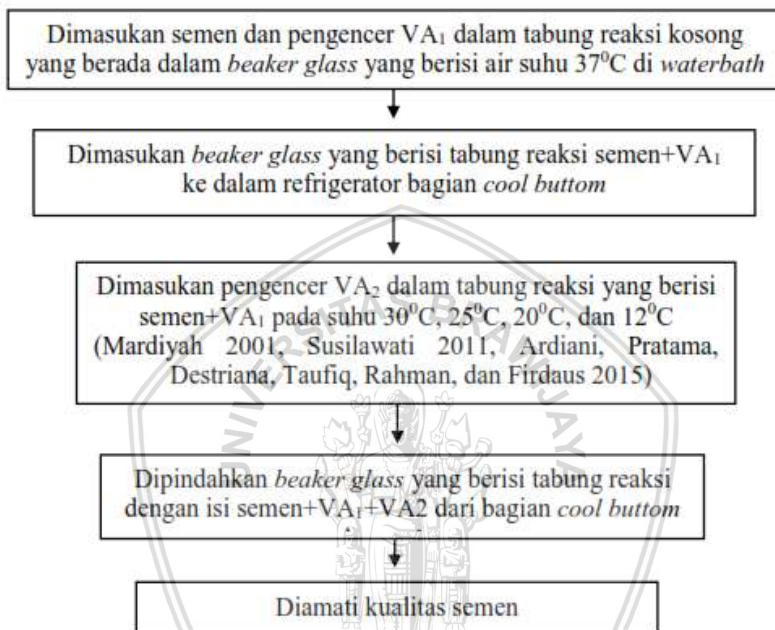 Dimasukan semen dan pengencer VA₁ dalam tabung reaksi kosong
yang berada dalam beaker glass yang berisi air suhu 37⁰C di waterbath
Dimasukan beaker glass yang berisi tabung reaksi semen+VA₁
ke dalam refrigerator bagian cool buttom
Dimasukan pengencer VA₂ dalam tabung reaksi yang berisi
semen+VA₁ pada suhu 30⁰C, 25⁰C, 20⁰C, dan 12⁰C
(Mardiyah 2001, Susilawati 2011, Ardiani, Pratama,
Destriana, Taufiq, Rahman, dan Firdaus 2015)
Dipindahkan beaker glass yang berisi tabung reaksi
dengan isi semen+VA₁+VA2 dari bagian cool buttom
Diamati kualitas semen
UNIVERSITAS BRAWIJAYA